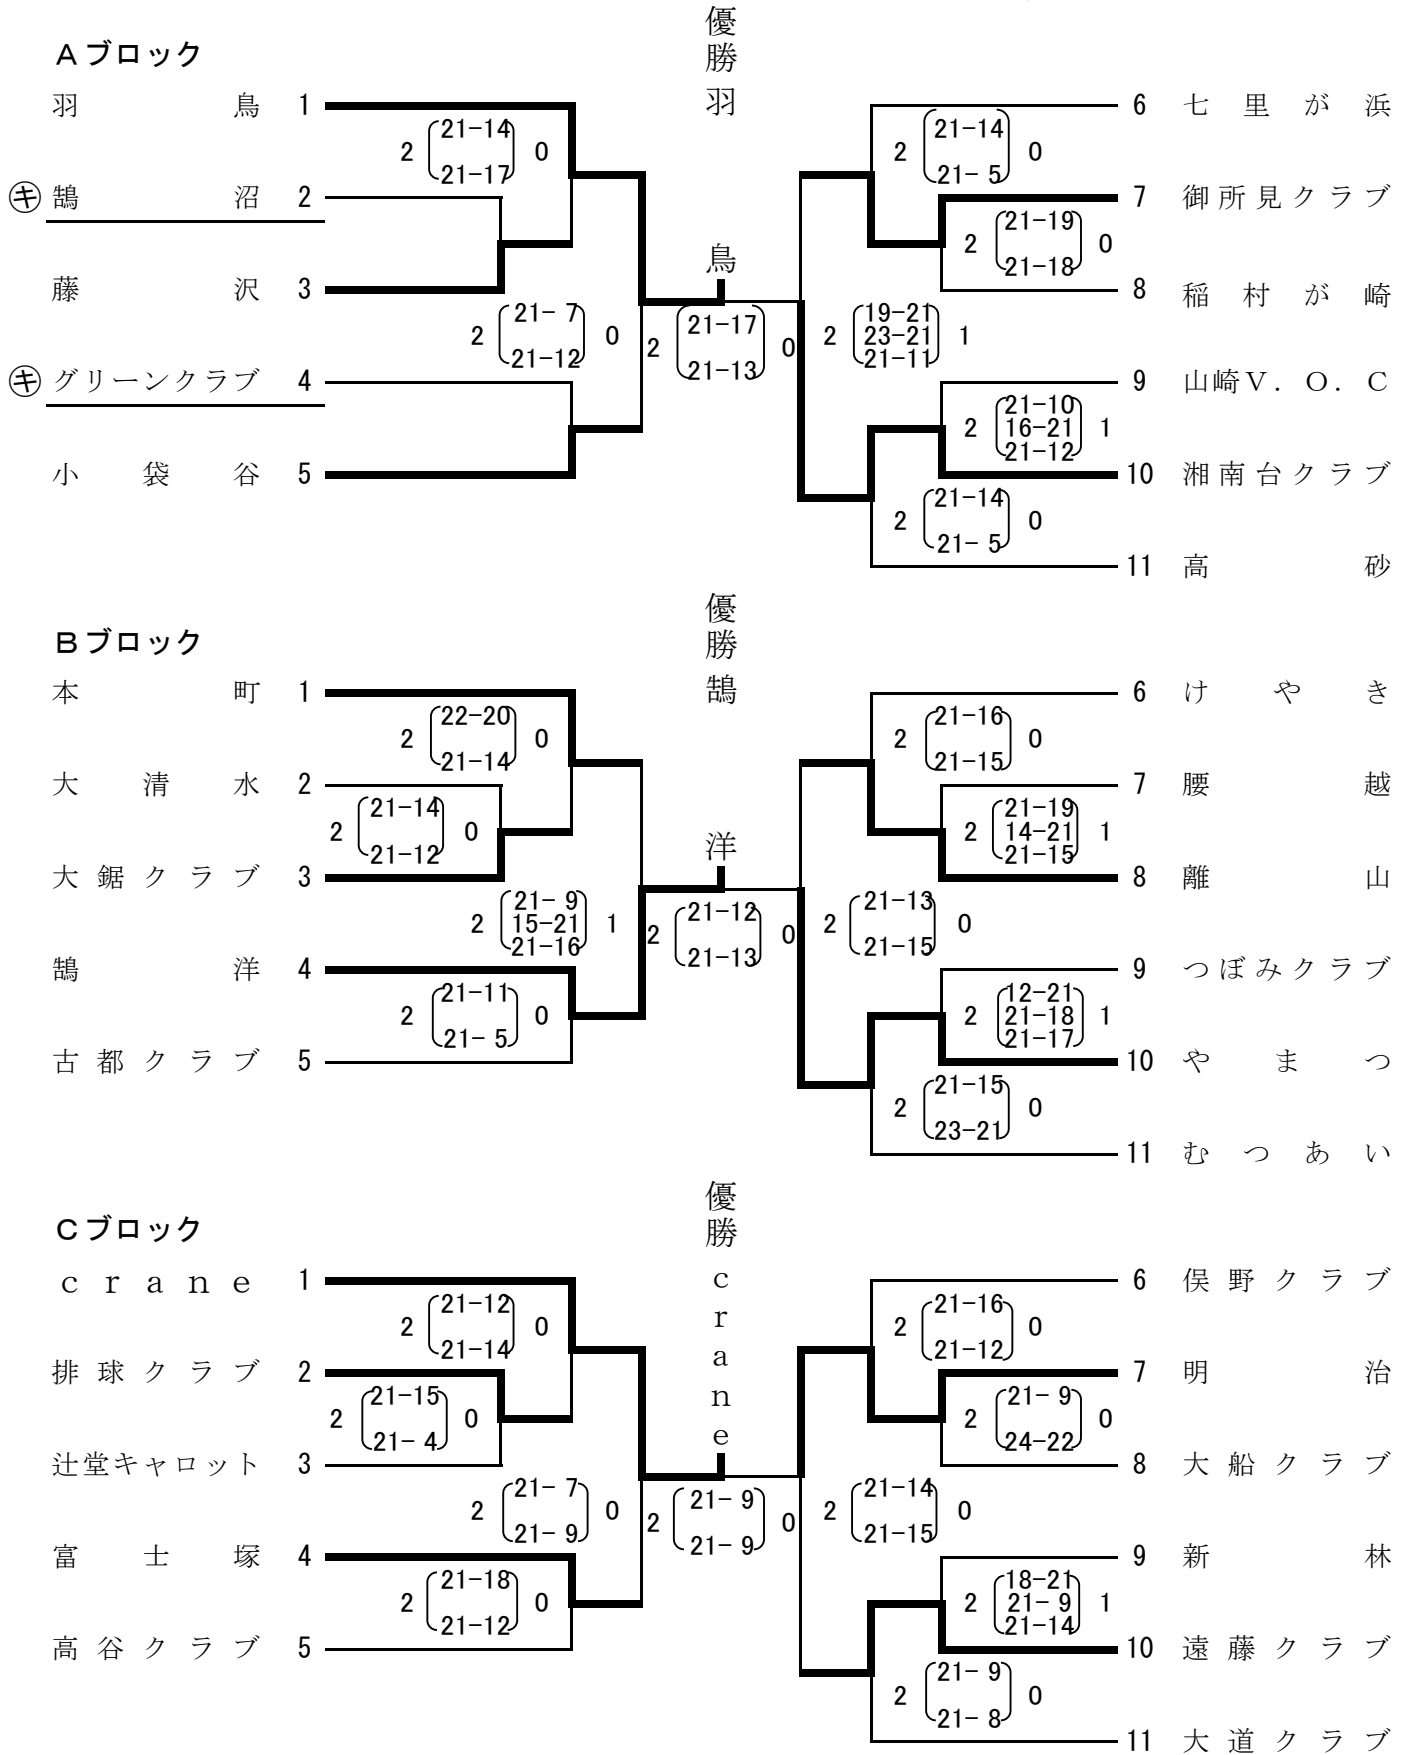 優勝 羽鳥
Aブロック
羽鳥 1
2 21-14 0
21-17
㋖ 鵠沼 2
藤沢 3
2 21- 7 0
21-12
㋖ グリーンクラブ 4
小袋谷 5
2 21-17 0
21-13
6 七里が浜
2 21-14 0
21- 5
7 御所見クラブ
2 21-19 0
21-18
8 稲村が崎
2 19-21 1
23-21
21-11
9 山崎V.O.C
2 21-10 1
16-21
21-12
10 湘南台クラブ
2 21-14 0
21- 5
11 高砂
優勝 鵠洋
Bブロック
本町 1
2 22-20 0
21-14
大清水 2
2 21-14 0
21-12
大鋸クラブ 3
2 21- 9 1
15-21
21-16
鵠洋 4
2 21-11 0
21- 5
古都クラブ 5
2 21-12 0
21-13
6 けやき
2 21-16 0
21-15
7 腰越
2 21-19 1
14-21
21-15
8 離山
2 21-13 0
21-15
9 つぼみクラブ
2 12-21 1
21-18
21-17
10 やまつ
2 21-15 0
23-21
11 むつあい
優勝 crane
Cブロック
crane 1
2 21-12 0
21-14
排球クラブ 2
2 21-15 0
21- 4
辻堂キャロット 3
2 21- 7 0
21- 9
富士塚 4
2 21-18 0
21-12
高谷クラブ 5
2 21- 9 0
21- 9
6 俣野クラブ
2 21-16 0
21-12
7 明治
2 21- 9 0
24-22
8 大船クラブ
2 21-14 0
21-15
9 新林
2 18-21 1
21- 9
21-14
10 遠藤クラブ
2 21- 9 0
21- 8
11 大道クラブ